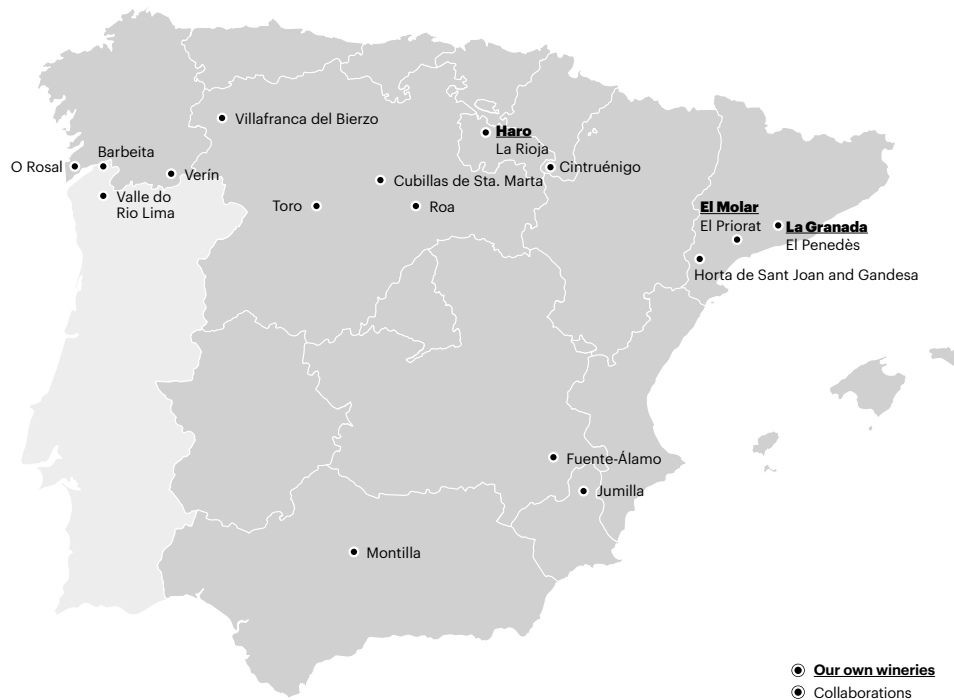 Villafranca del Bierzo
Haro
La Rioja
O Rosal
Barbeita
Verín
Cintruénigo
Cubillas de Sta. Marta
Valle do
Rio Lima
Toro
Roa
El Molar
El Priorat
La Granada
El Penedès
Horta de Sant Joan and Gandesa
Fuente-Álamo
Jumilla
Montilla
Our own wineries
Collaborations